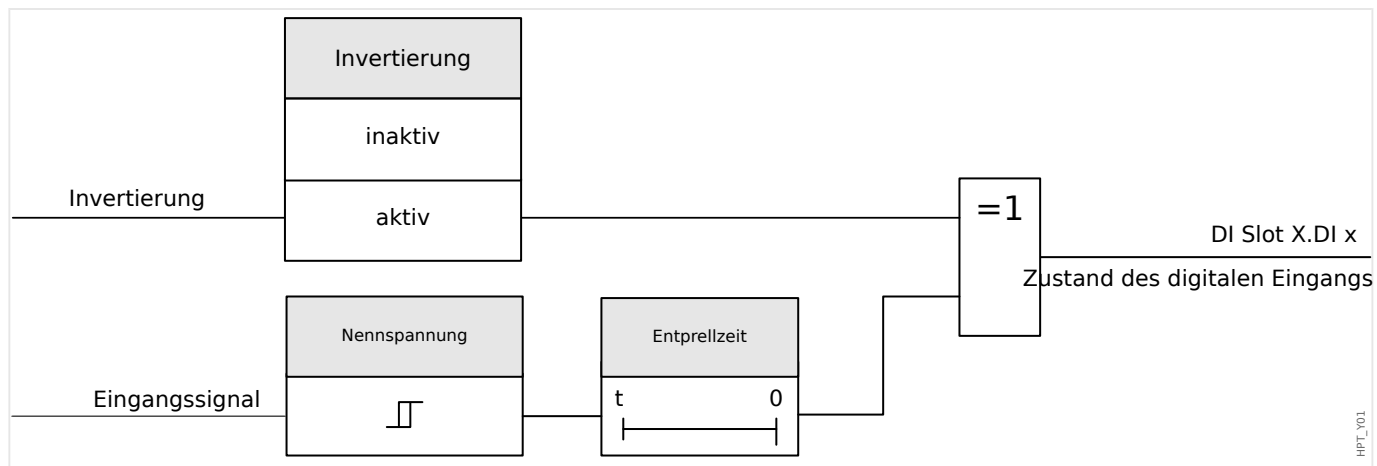 Invertierung
inaktiv
Invertierung
aktiv
=1
DI Slot X.DI x
Zustand des digitalen Eingangs
Nennspannung
Entprellzeit
Eingangssignal
t 0
HPT_Y01